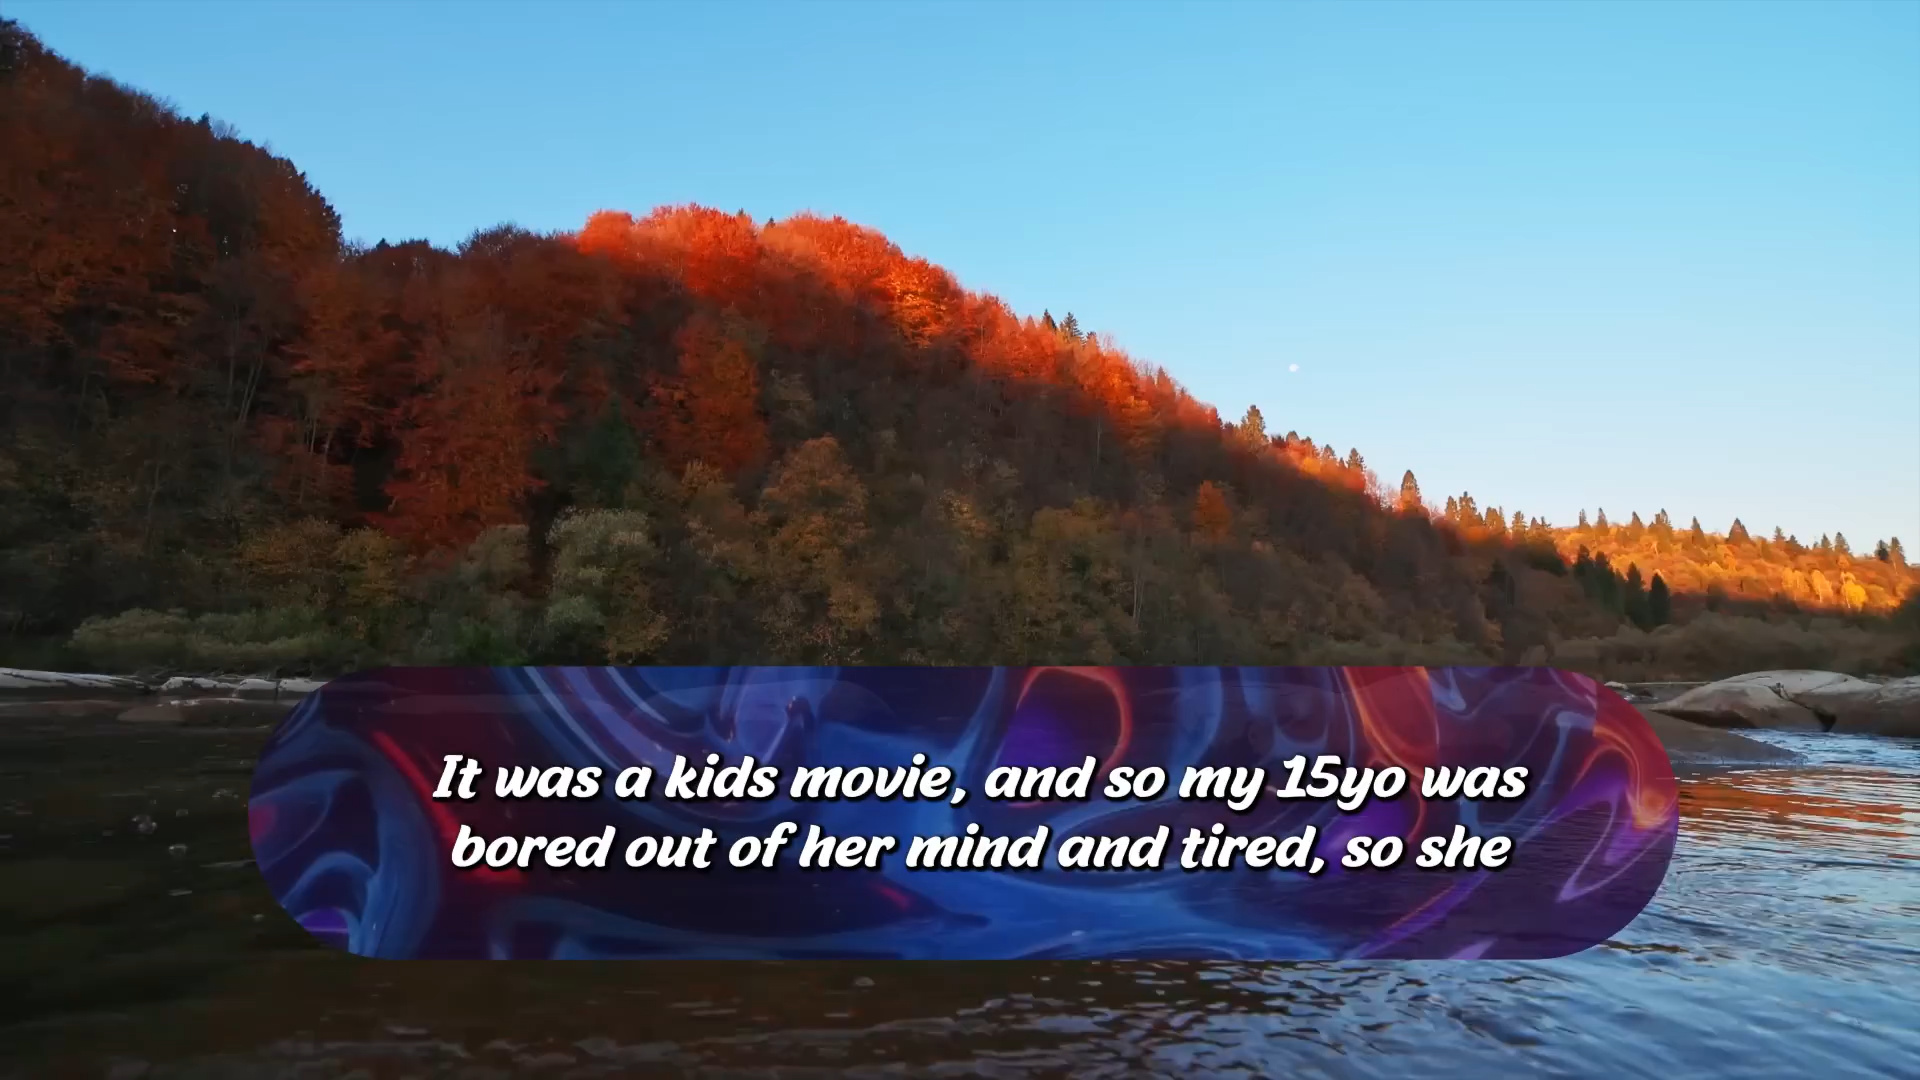 It was a kids movie, and so my 15yo was
bored out of her mind and tired, so she